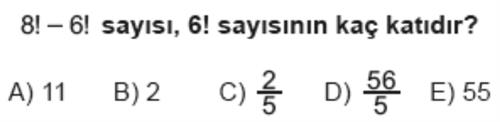 8! – 6! sayısı, 6! sayısının kaç katıdır?
A) 11 B) 2 C) 2/5 D) 56/5 E) 55